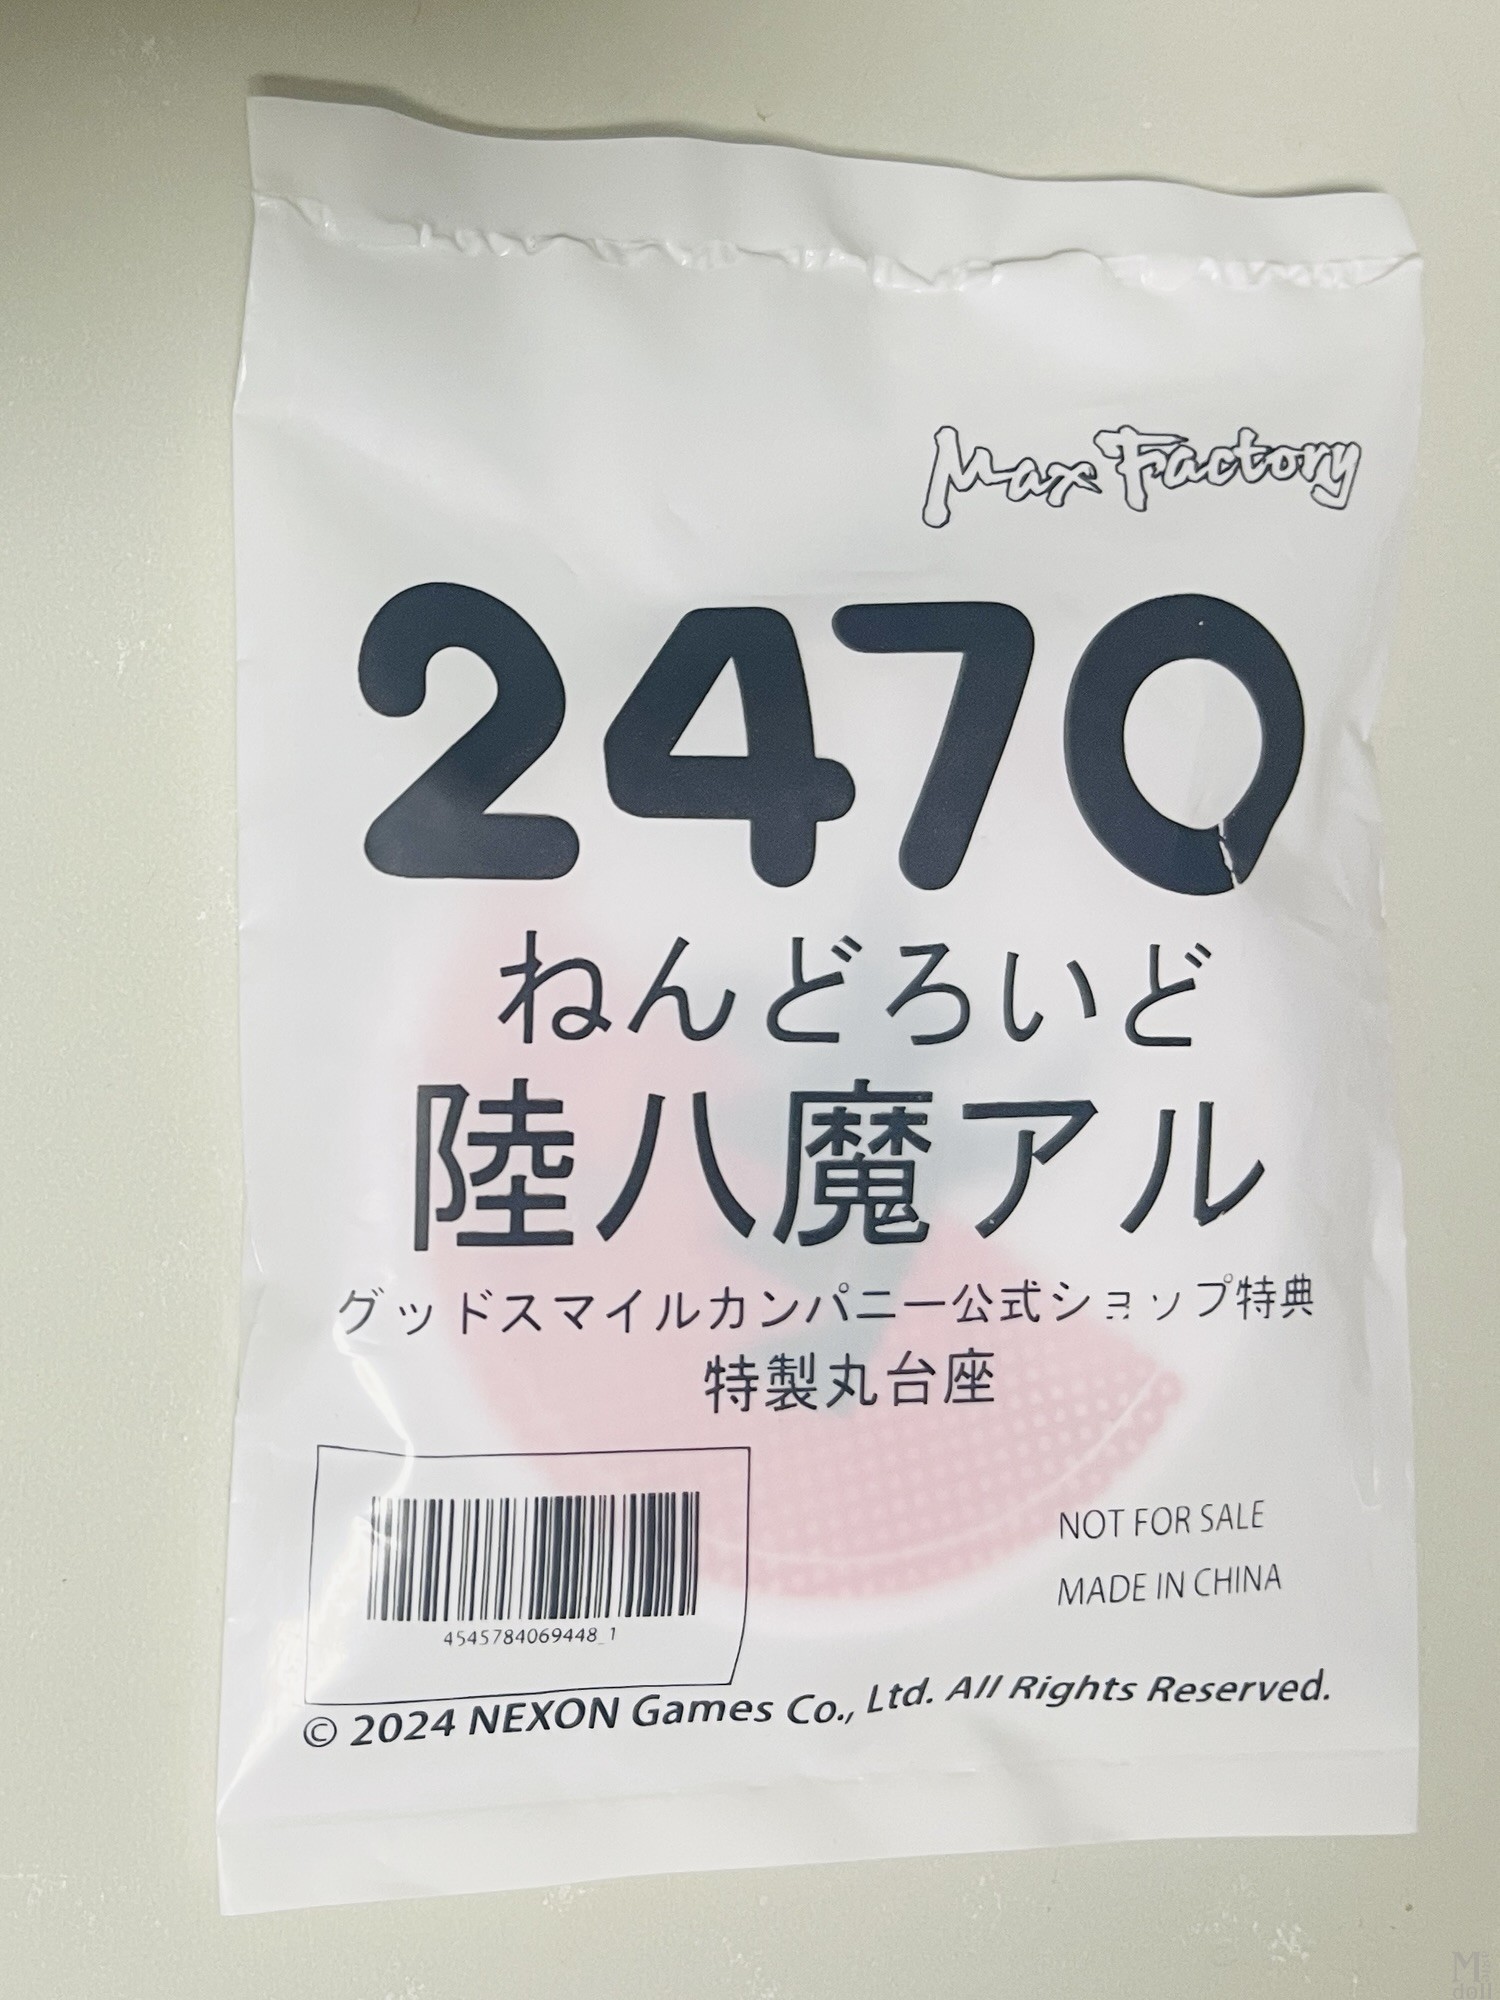 Max Factory
2470
ねんどろいど
陸八魔アル
グッドスマイルカンパニー公式ショップ特典
特製丸台座
4545784069448_1
NOT FOR SALE
MADE IN CHINA
© 2024 NEXON Games Co., Ltd. All Rights Reserved.